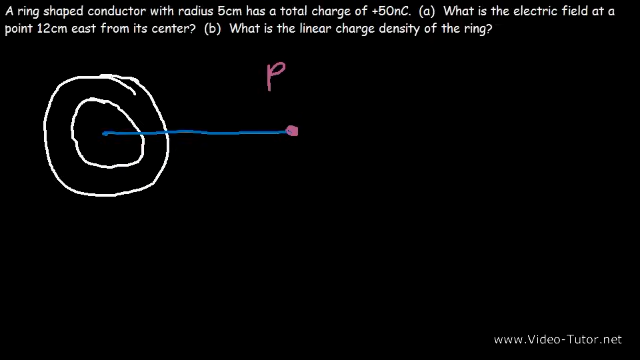 A ring shaped conductor with radius 5cm has a total charge of +50nC.  (a)  What is the electric field at a
point 12cm east from its center?  (b)  What is the linear charge density of the ring?
P
www.Video-Tutor.net